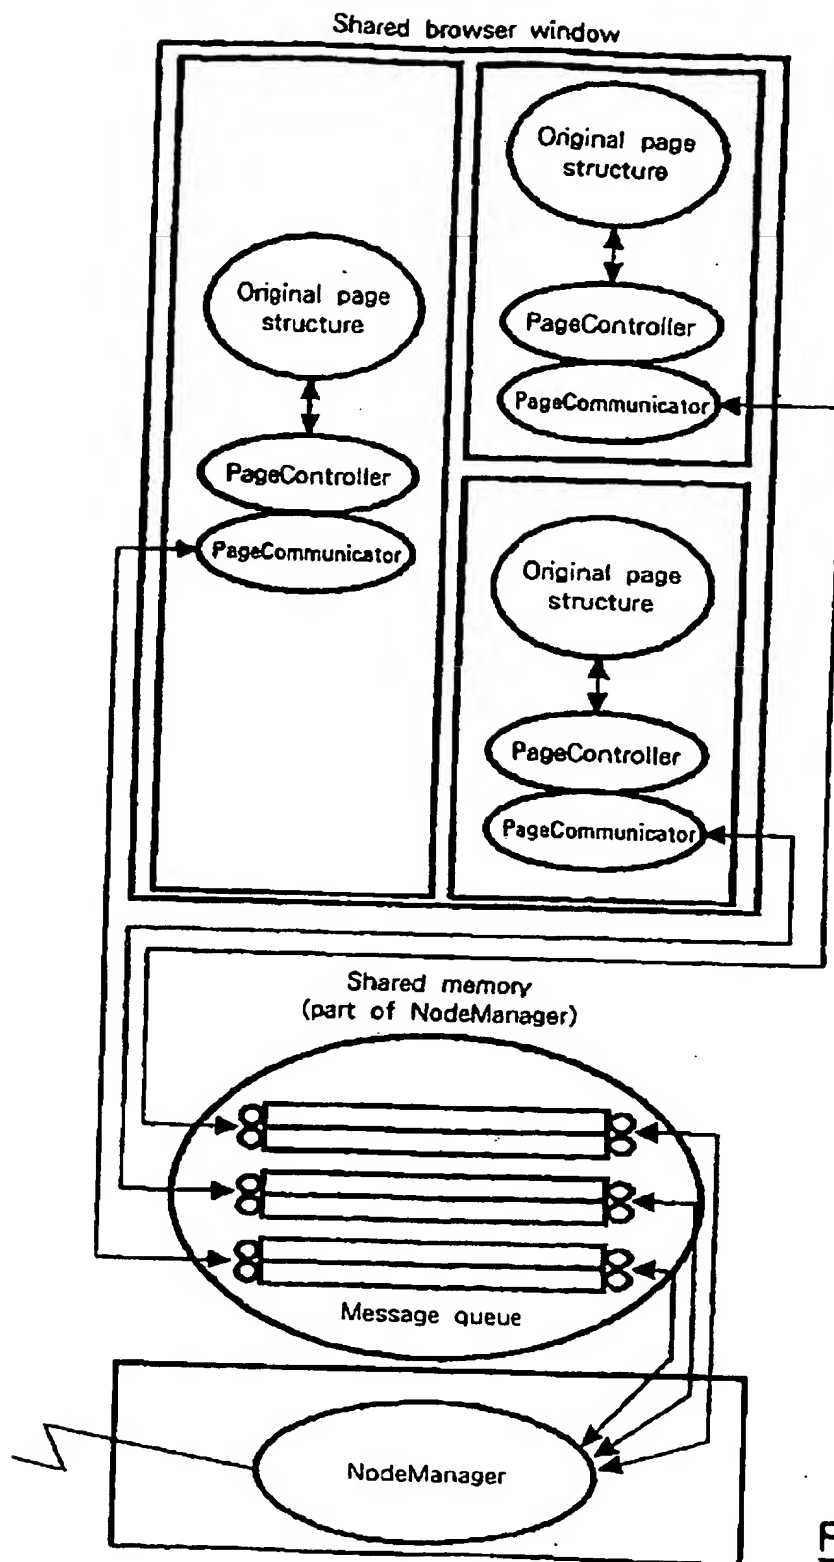 Shared browser window
Original page
structure
PageController
PageCommunicator
Original page
structure
PageController
PageCommunicator
Original page
structure
PageController
PageCommunicator
Shared memory
(part of NodeManager)
Message queue
NodeManager